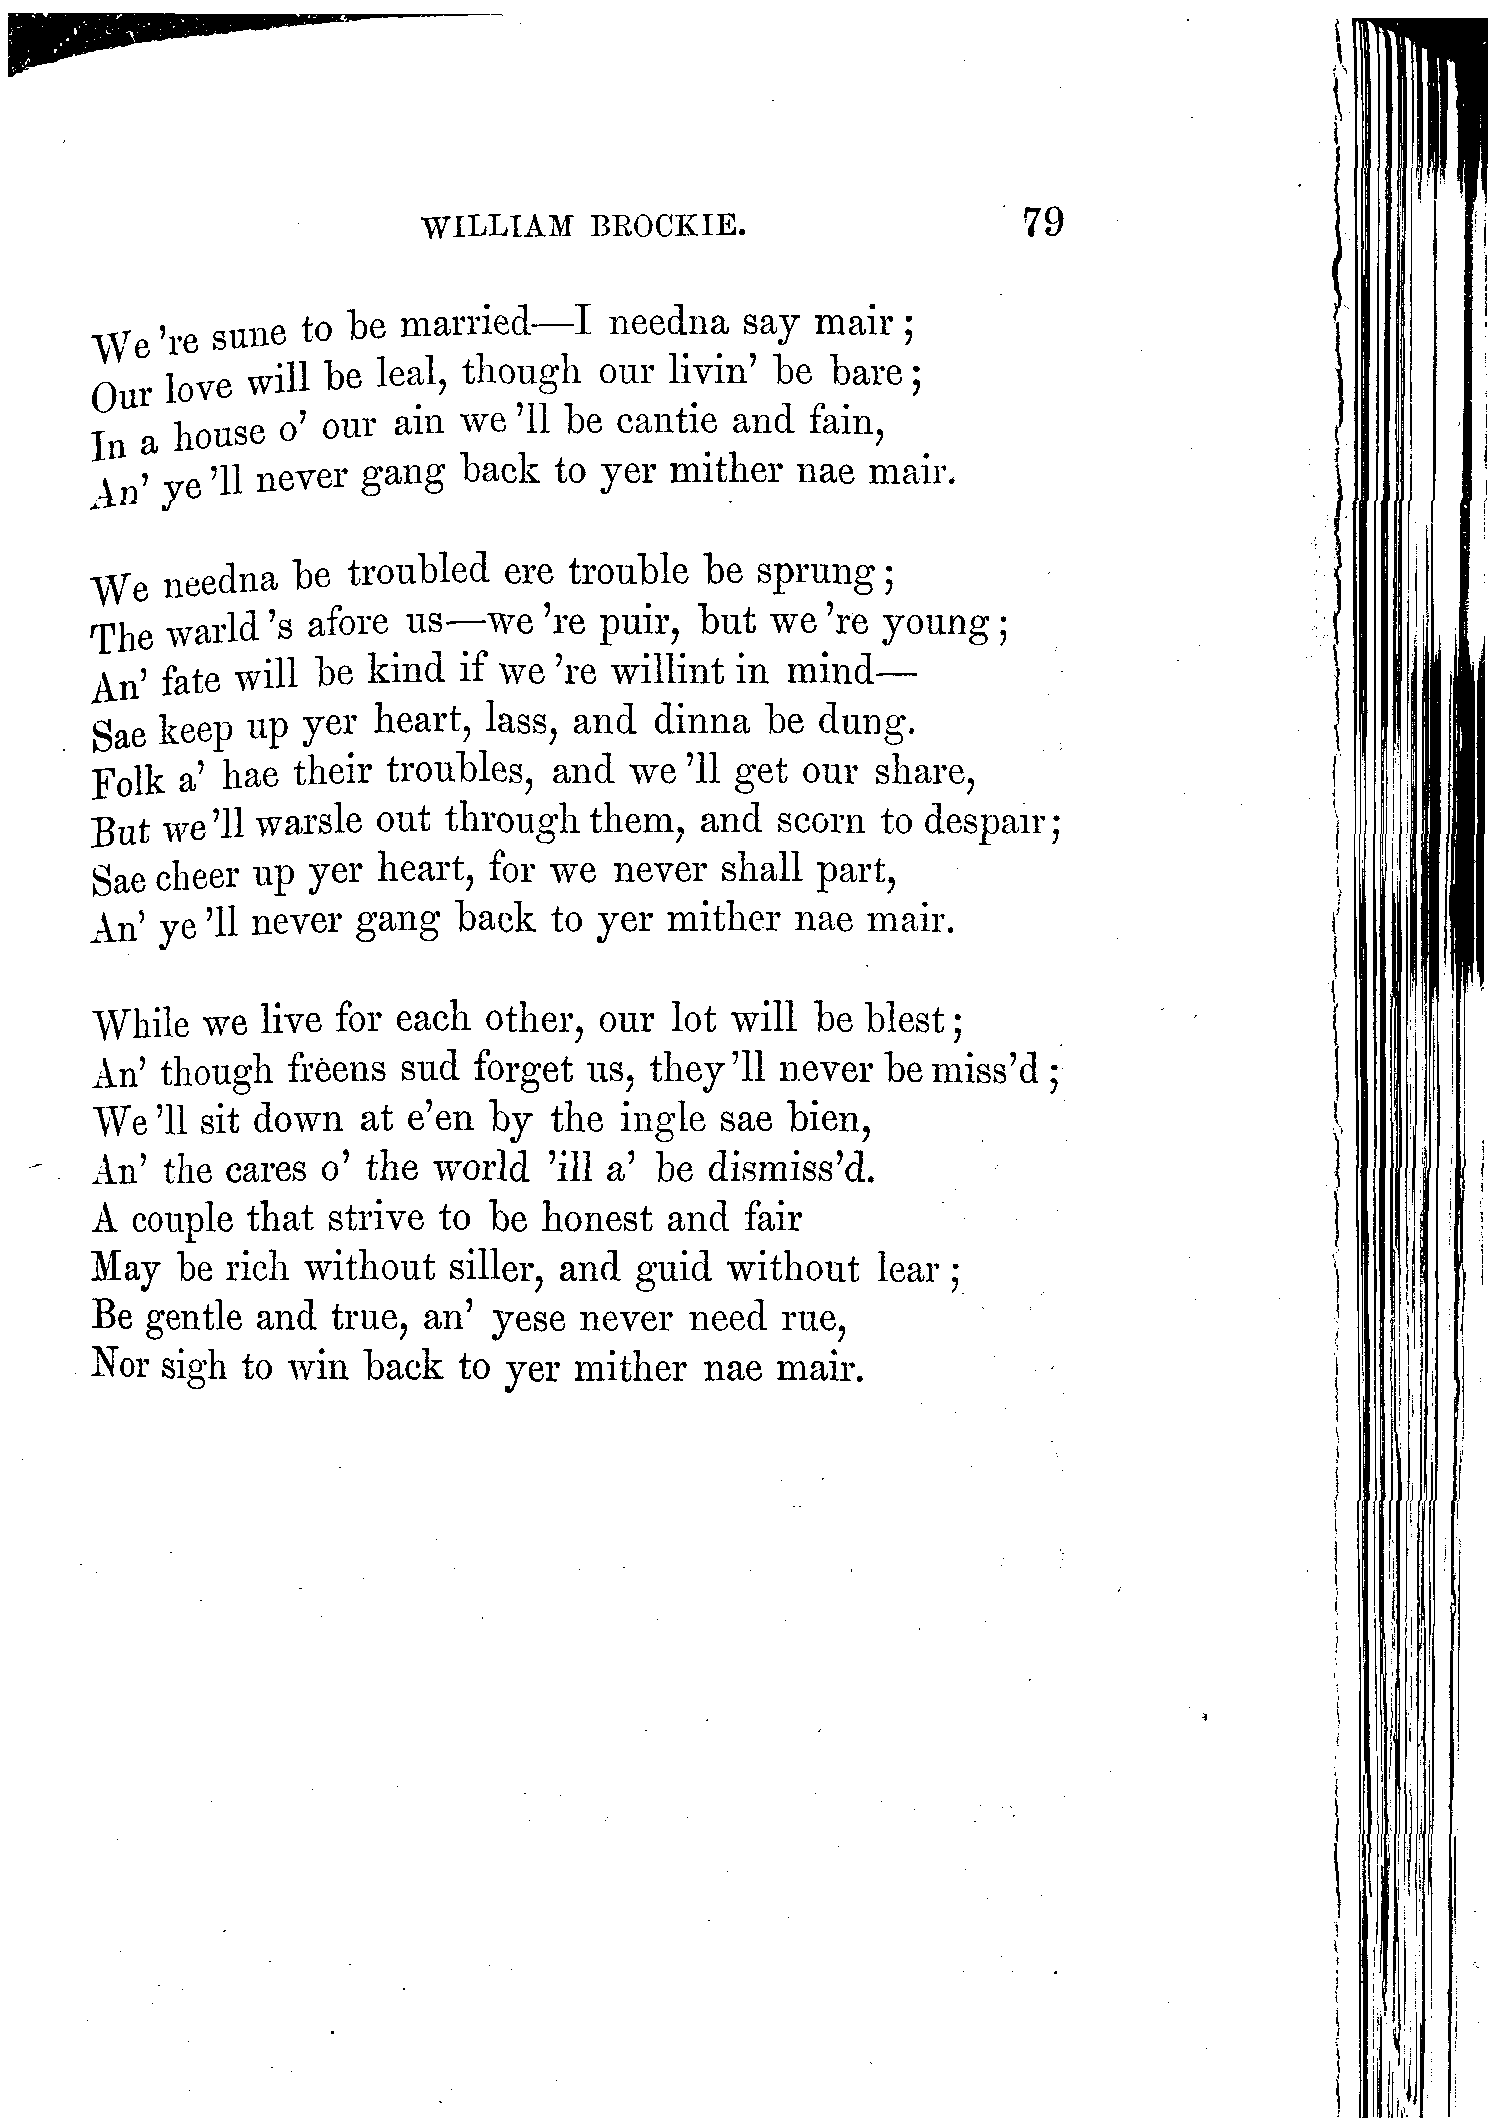 WILLIAM BROCKIE. 79
We 're sune to be married—I needna say mair;
Our love will be leal, though our livin' be bare;
In a house o' our ain we 'll be cantie and fain,
An' ye 'll never gang back to yer mither nae mair.
We needna be troubled ere trouble be sprung;
The warld 's afore us—we 're puir, but we 're young;
An' fate will be kind if we 're willint in mind—
Sae keep up yer heart, lass, and dinna be dung.
Folk a' hae their troubles, and we 'll get our share,
But we 'll warsle out through them, and scorn to despair;
Sae cheer up yer heart, for we never shall part,
An' ye 'll never gang back to yer mither nae mair.
While we live for each other, our lot will be blest;
An' though freens sud forget us, they 'll never be miss'd;
We 'll sit down at e'en by the ingle sae bien,
An' the cares o' the world 'ill a' be dismiss'd.
A couple that strive to be honest and fair
May be rich without siller, and guid without lear;
Be gentle and true, an' yese never need rue,
Nor sigh to win back to yer mither nae mair.